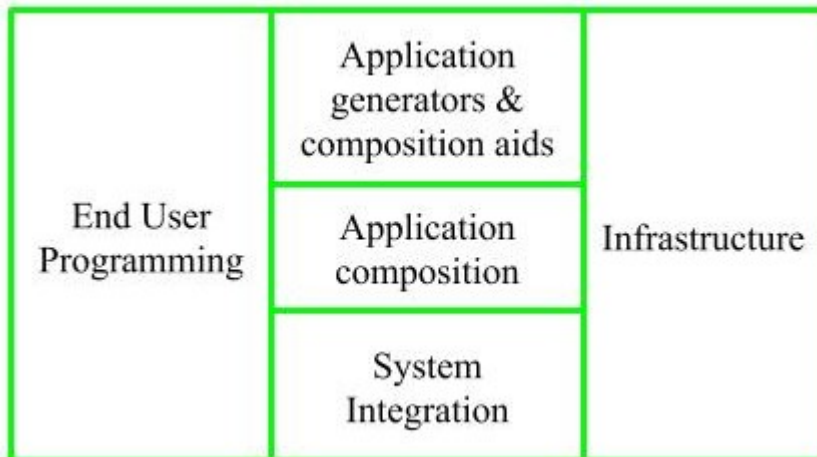 End User
Programming
Application
generators &
composition aids
Application
composition
System
Integration
Infrastructure